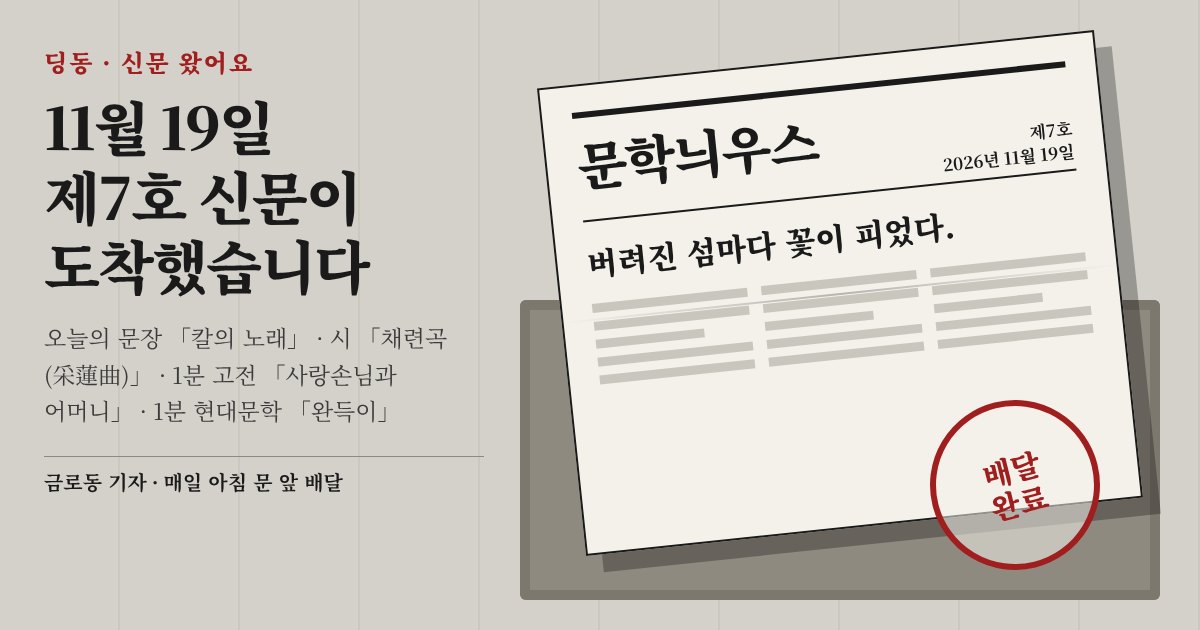 딩동 · 신문 왔어요
11월 19일
제7호 신문이
도착했습니다
오늘의 문장 「칼의 노래」 · 시 「채련곡
(采蓮曲)」 · 1분 고전 「사랑손님과
어머니」 · 1분 현대문학 「완득이」
금로동 기자 · 매일 아침 문 앞 배달
문학늬우스
제7호
2026년 11월 19일
버려진 섬마다 꽃이 피었다.
배달
완료